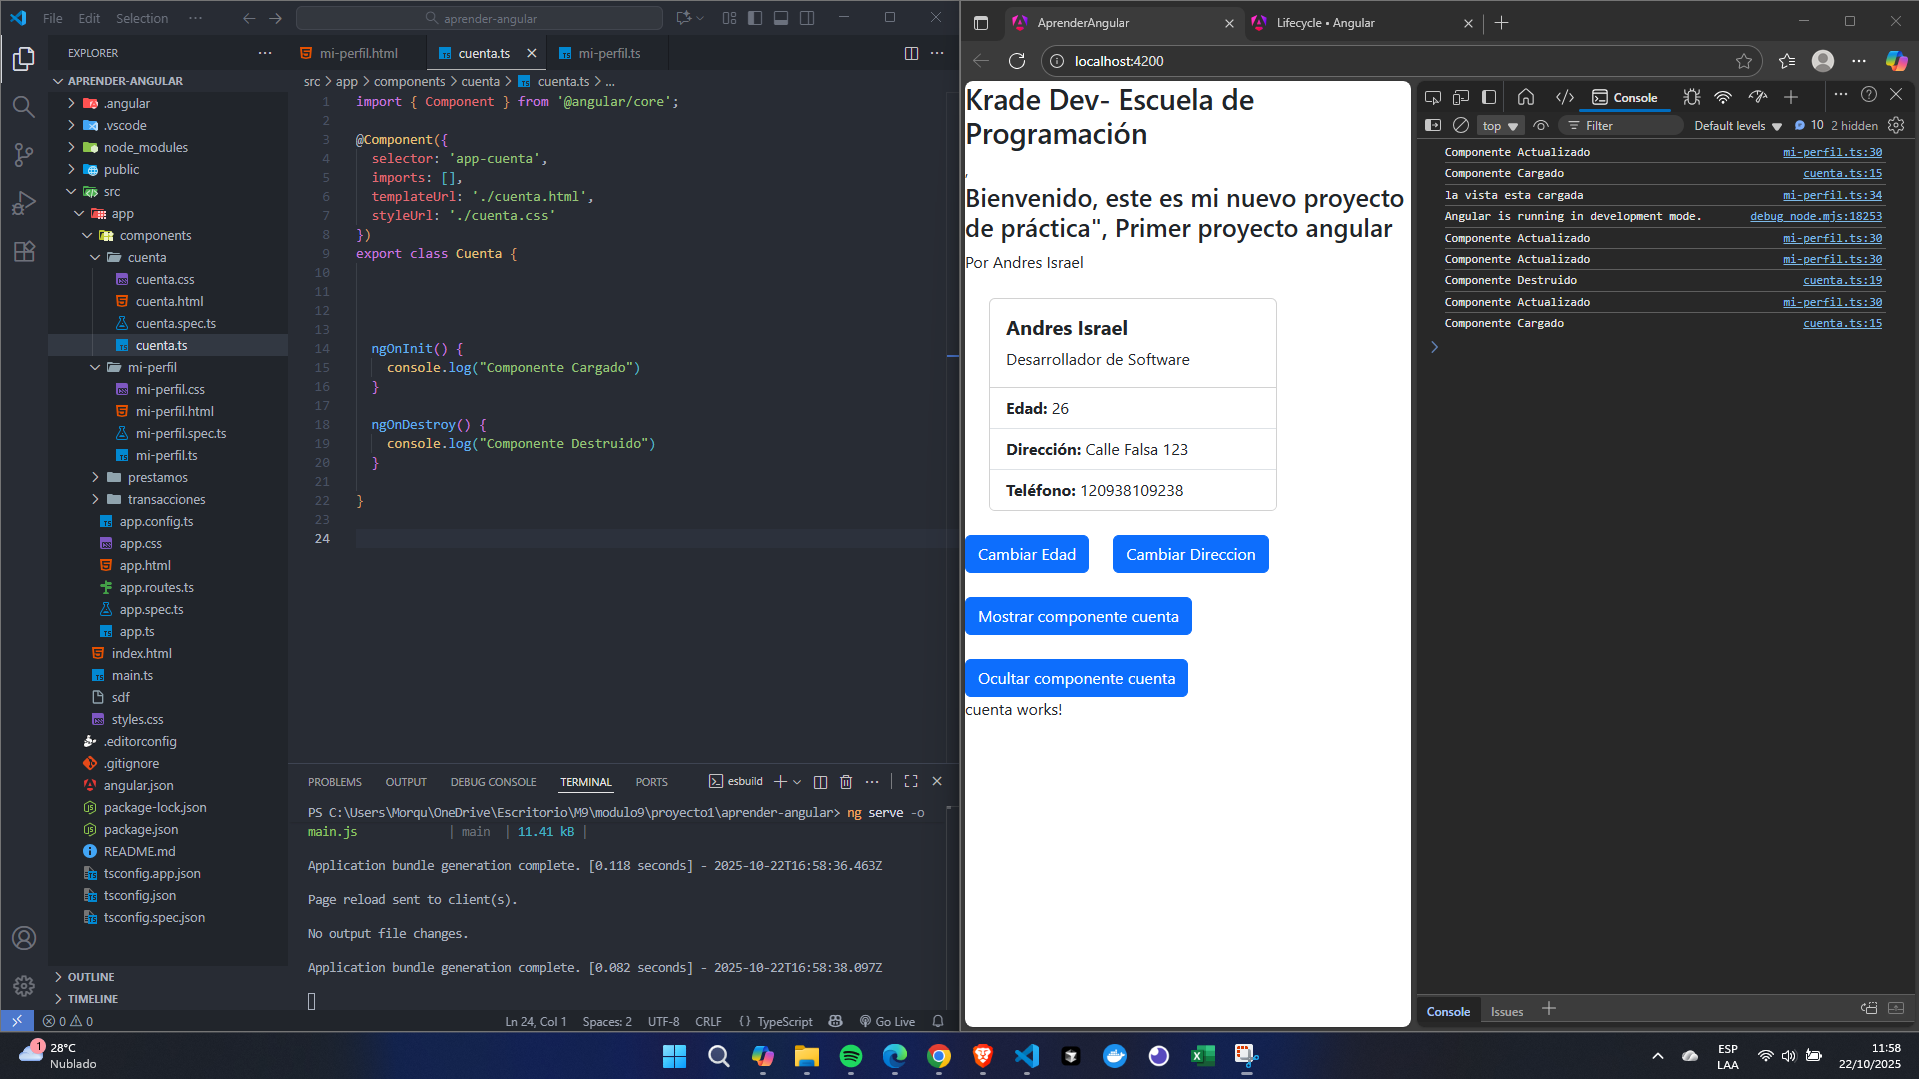 File Edit Selection ···
aprender-angular
EXPLORER
APRENDER-ANGULAR
.angular
.vscode
node_modules
public
src
app
components
cuenta
cuenta.css
cuenta.html
cuenta.spec.ts
cuenta.ts
mi-perfil
mi-perfil.css
mi-perfil.html
mi-perfil.spec.ts
mi-perfil.ts
prestamos
transacciones
app.config.ts
app.css
app.html
app.routes.ts
app.spec.ts
app.ts
index.html
main.ts
sdf
styles.css
.editorconfig
.gitignore
angular.json
package-lock.json
package.json
README.md
tsconfig.app.json
tsconfig.json
tsconfig.spec.json
OUTLINE
TIMELINE
mi-perfil.html cuenta.ts mi-perfil.ts
src > app > components > cuenta > cuenta.ts > ...
1 import { Component } from '@angular/core';
2
3 @Component({
4 selector: 'app-cuenta',
5 imports: [],
6 templateUrl: './cuenta.html',
7 styleUrl: './cuenta.css'
8 })
9 export class Cuenta {
10
11
12
13
14 ngOnInit() {
15 console.log("Componente Cargado")
16 }
17
18 ngOnDestroy() {
19 console.log("Componente Destruido")
20 }
21
22 }
23
24
PROBLEMS OUTPUT DEBUG CONSOLE TERMINAL PORTS esbuild
PS C:\Users\Morqu\OneDrive\Escritorio\M9\modulo9\proyecto1\aprender-angular> ng serve -o
main.js | main | 11.41 kB |
Application bundle generation complete. [0.118 seconds] - 2025-10-22T16:58:36.463Z
Page reload sent to client(s).
No output file changes.
Application bundle generation complete. [0.082 seconds] - 2025-10-22T16:58:38.097Z
0 0 Ln 24, Col 1 Spaces: 2 UTF-8 CRLF {} TypeScript Go Live
AprenderAngular Lifecycle • Angular
localhost:4200
Krade Dev- Escuela de
Programación
,
Bienvenido, este es mi nuevo proyecto
de práctica", Primer proyecto angular
Por Andres Israel
Andres Israel
Desarrollador de Software
Edad: 26
Dirección: Calle Falsa 123
Teléfono: 120938109238
Cambiar Edad Cambiar Direccion
Mostrar componente cuenta
Ocultar componente cuenta
cuenta works!
Console
top Filter Default levels 10 2 hidden
Componente Actualizado mi-perfil.ts:30
Componente Cargado cuenta.ts:15
la vista esta cargada mi-perfil.ts:34
Angular is running in development mode. debug_node.mjs:18253
Componente Actualizado mi-perfil.ts:30
Componente Actualizado mi-perfil.ts:30
Componente Destruido cuenta.ts:19
Componente Actualizado mi-perfil.ts:30
Componente Cargado cuenta.ts:15
Console Issues
1
28°C
Nublado
ESP
LAA
11:58
22/10/2025